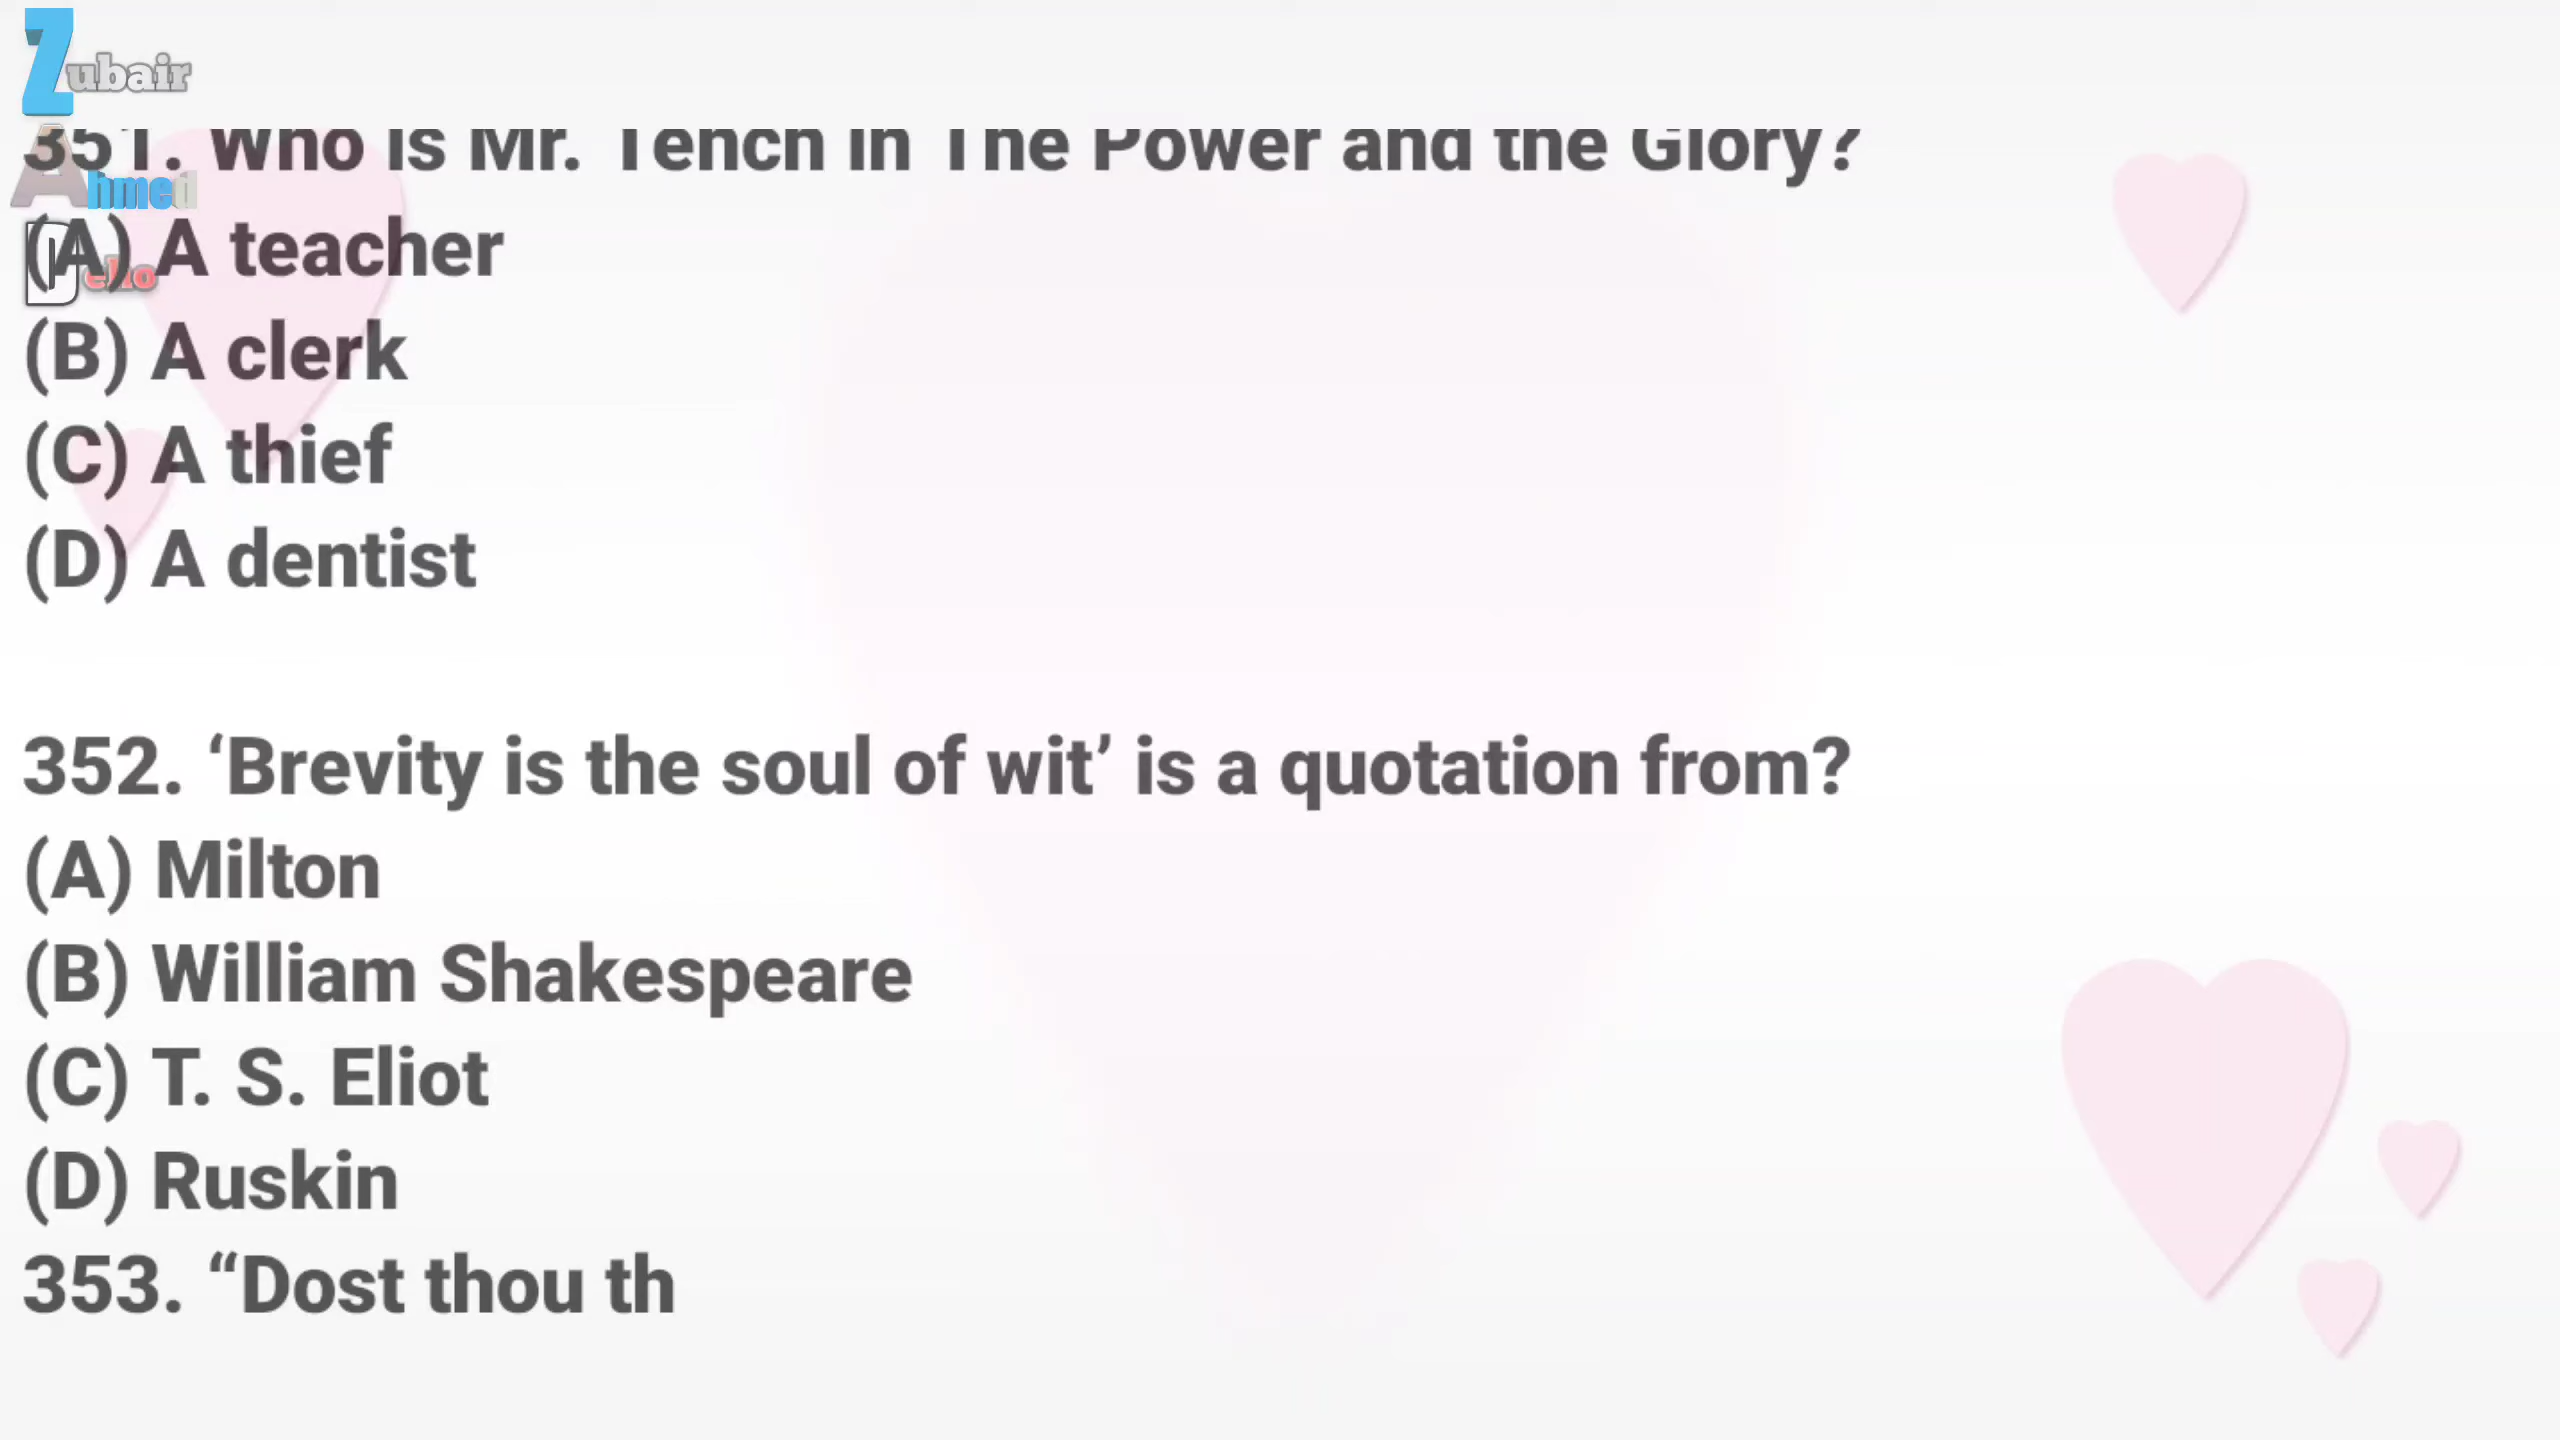 Zubair
Ahmed
351. Who is Mr. Tench in The Power and the Glory?
(A) A teacher
(B) A clerk
(C) A thief
(D) A dentist
352. ‘Brevity is the soul of wit’ is a quotation from?
(A) Milton
(B) William Shakespeare
(C) T. S. Eliot
(D) Ruskin
353. “Dost thou th